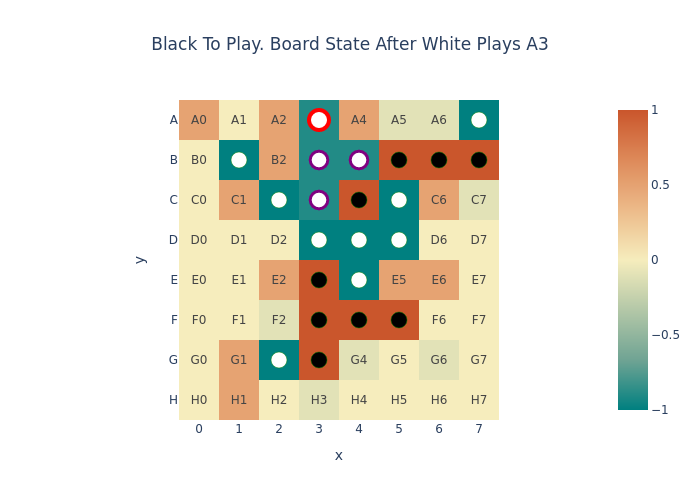 Black To Play. Board State After White Plays A3
A A0 A1 A2 A4 A5 A6
B B0 B2
C C0 C1 C6 C7
D D0 D1 D2 D6 D7
E E0 E1 E2 E5 E6 E7
F F0 F1 F2 F6 F7
G G0 G1 G4 G5 G6 G7
H H0 H1 H2 H3 H4 H5 H6 H7
0 1 2 3 4 5 6 7
x
y
1
0.5
0
−0.5
−1